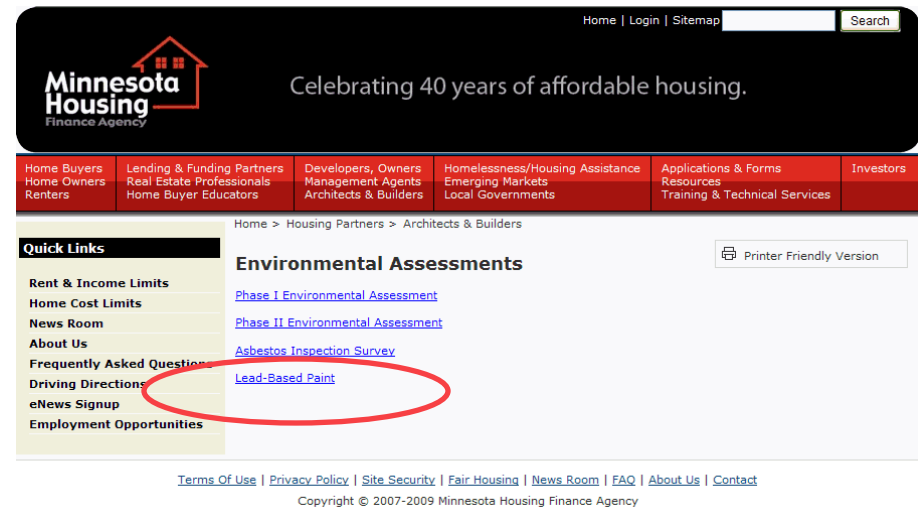 Home | Login | Sitemap
Search
Minnesota
Housing
Finance Agency
Celebrating 40 years of affordable housing.
Home Buyers
Home Owners
Renters
Lending & Funding Partners
Real Estate Professionals
Home Buyer Educators
Developers, Owners
Management Agents
Architects & Builders
Homelessness/Housing Assistance
Emerging Markets
Local Governments
Applications & Forms
Resources
Training & Technical Services
Investors
Home > Housing Partners > Architects & Builders
Quick Links
Rent & Income Limits
Home Cost Limits
News Room
About Us
Frequently Asked Questions
Driving Directions
eNews Signup
Employment Opportunities
Environmental Assessments
Printer Friendly Version
Phase I Environmental Assessment
Phase II Environmental Assessment
Asbestos Inspection Survey
Lead-Based Paint
Terms Of Use | Privacy Policy | Site Security | Fair Housing | News Room | FAQ | About Us | Contact
Copyright © 2007-2009 Minnesota Housing Finance Agency